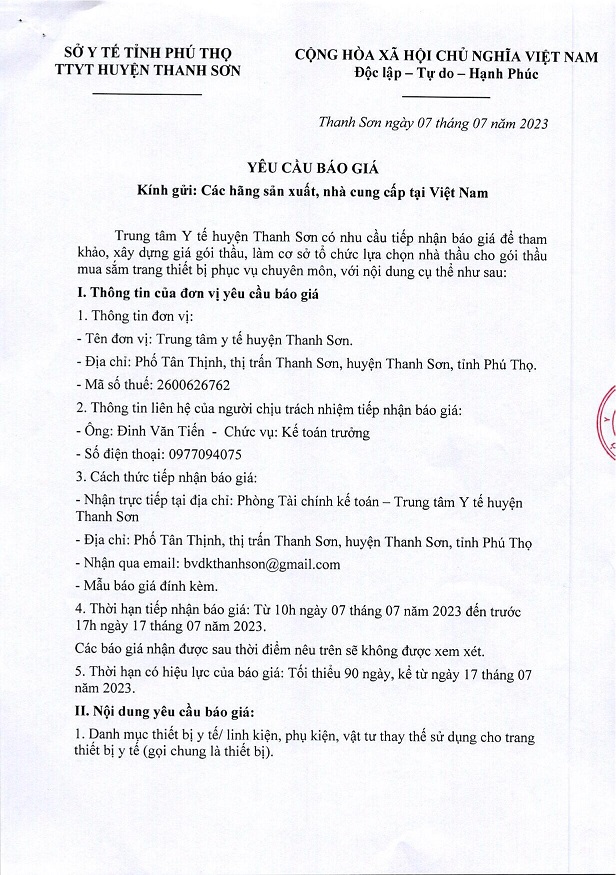 SỞ Y TẾ TỈNH PHÚ THỌ
TTYT HUYỆN THANH SƠN
CỘNG HÒA XÃ HỘI CHỦ NGHĨA VIỆT NAM
Độc lập – Tự do – Hạnh Phúc
Thanh Sơn ngày 07 tháng 07 năm 2023
YÊU CẦU BÁO GIÁ
Kính gửi: Các hãng sản xuất, nhà cung cấp tại Việt Nam
Trung tâm Y tế huyện Thanh Sơn có nhu cầu tiếp nhận báo giá để tham
khảo, xây dựng giá gói thầu, làm cơ sở tổ chức lựa chọn nhà thầu cho gói thầu
mua sắm trang thiết bị phục vụ chuyên môn, với nội dung cụ thể như sau:
I. Thông tin của đơn vị yêu cầu báo giá
1. Thông tin đơn vị:
- Tên đơn vị: Trung tâm y tế huyện Thanh Sơn.
- Địa chỉ: Phố Tân Thịnh, thị trấn Thanh Sơn, huyện Thanh Sơn, tỉnh Phú Thọ.
- Mã số thuế: 2600626762
2. Thông tin liên hệ của người chịu trách nhiệm tiếp nhận báo giá:
- Ông: Đinh Văn Tiến - Chức vụ: Kế toán trưởng
- Số điện thoại: 0977094075
3. Cách thức tiếp nhận báo giá:
- Nhận trực tiếp tại địa chỉ: Phòng Tài chính kế toán – Trung tâm Y tế huyện
Thanh Sơn
- Địa chỉ: Phố Tân Thịnh, thị trấn Thanh Sơn, huyện Thanh Sơn, tỉnh Phú Thọ
- Nhận qua email: bvdkthanhson@gmail.com
- Mẫu báo giá đính kèm.
4. Thời hạn tiếp nhận báo giá: Từ 10h ngày 07 tháng 07 năm 2023 đến trước
17h ngày 17 tháng 07 năm 2023.
Các báo giá nhận được sau thời điểm nêu trên sẽ không được xem xét.
5. Thời hạn có hiệu lực của báo giá: Tối thiểu 90 ngày, kể từ ngày 17 tháng 07
năm 2023.
II. Nội dung yêu cầu báo giá:
1. Danh mục thiết bị y tế/ linh kiện, phụ kiện, vật tư thay thế sử dụng cho trang
thiết bị y tế (gọi chung là thiết bị).